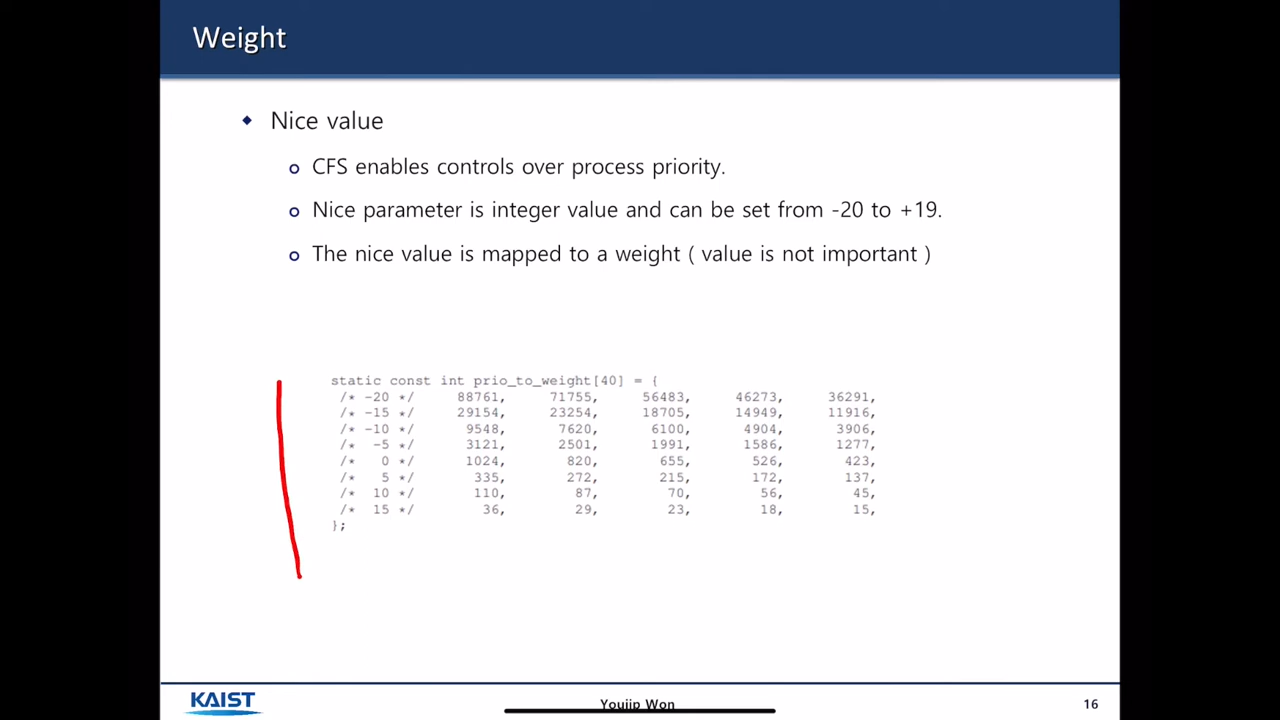 Weight
Nice value
CFS enables controls over process priority.
Nice parameter is integer value and can be set from -20 to +19.
The nice value is mapped to a weight ( value is not important )
static const int prio_to_weight[40] = {
/* -20 */ 88761, 71755, 56483, 46273, 36291,
/* -15 */ 29154, 23254, 18705, 14949, 11916,
/* -10 */ 9548, 7620, 6100, 4904, 3906,
/* -5 */ 3121, 2501, 1991, 1586, 1277,
/* 0 */ 1024, 820, 655, 526, 423,
/* 5 */ 335, 272, 215, 172, 137,
/* 10 */ 110, 87, 70, 56, 45,
/* 15 */ 36, 29, 23, 18, 15,
};
KAIST
Youjip Won
16